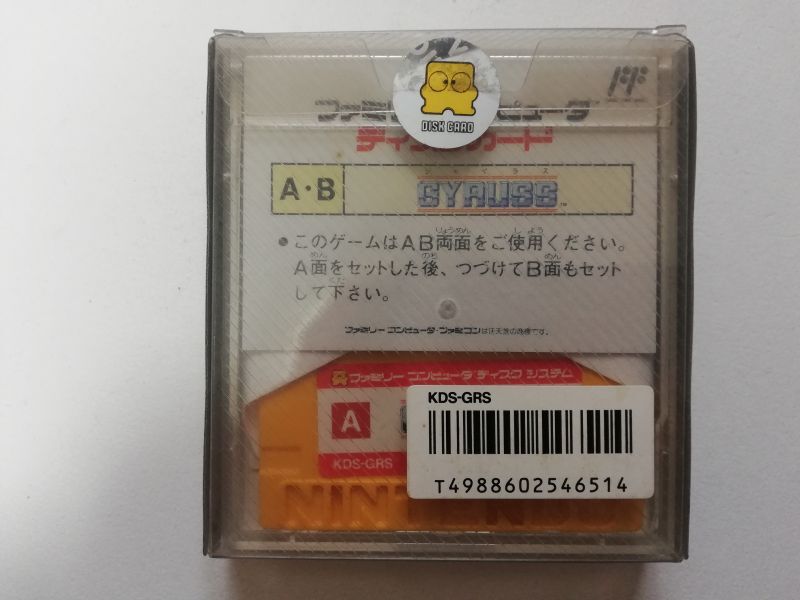 DISK CARD
ファミリーコンピュータ
ディスクカード
ジャイラス
A・B GYRUSS™
●このゲームはAB両面をご使用ください。
A面をセットした後、つづけてB面もセット
して下さい。
ファミリーコンピュータ・ファミコンは任天堂の商標です。
ファミリーコンピュータディスクシステム
A
KDS-GRS
NINTENDO
KDS-GRS
T4988602546514